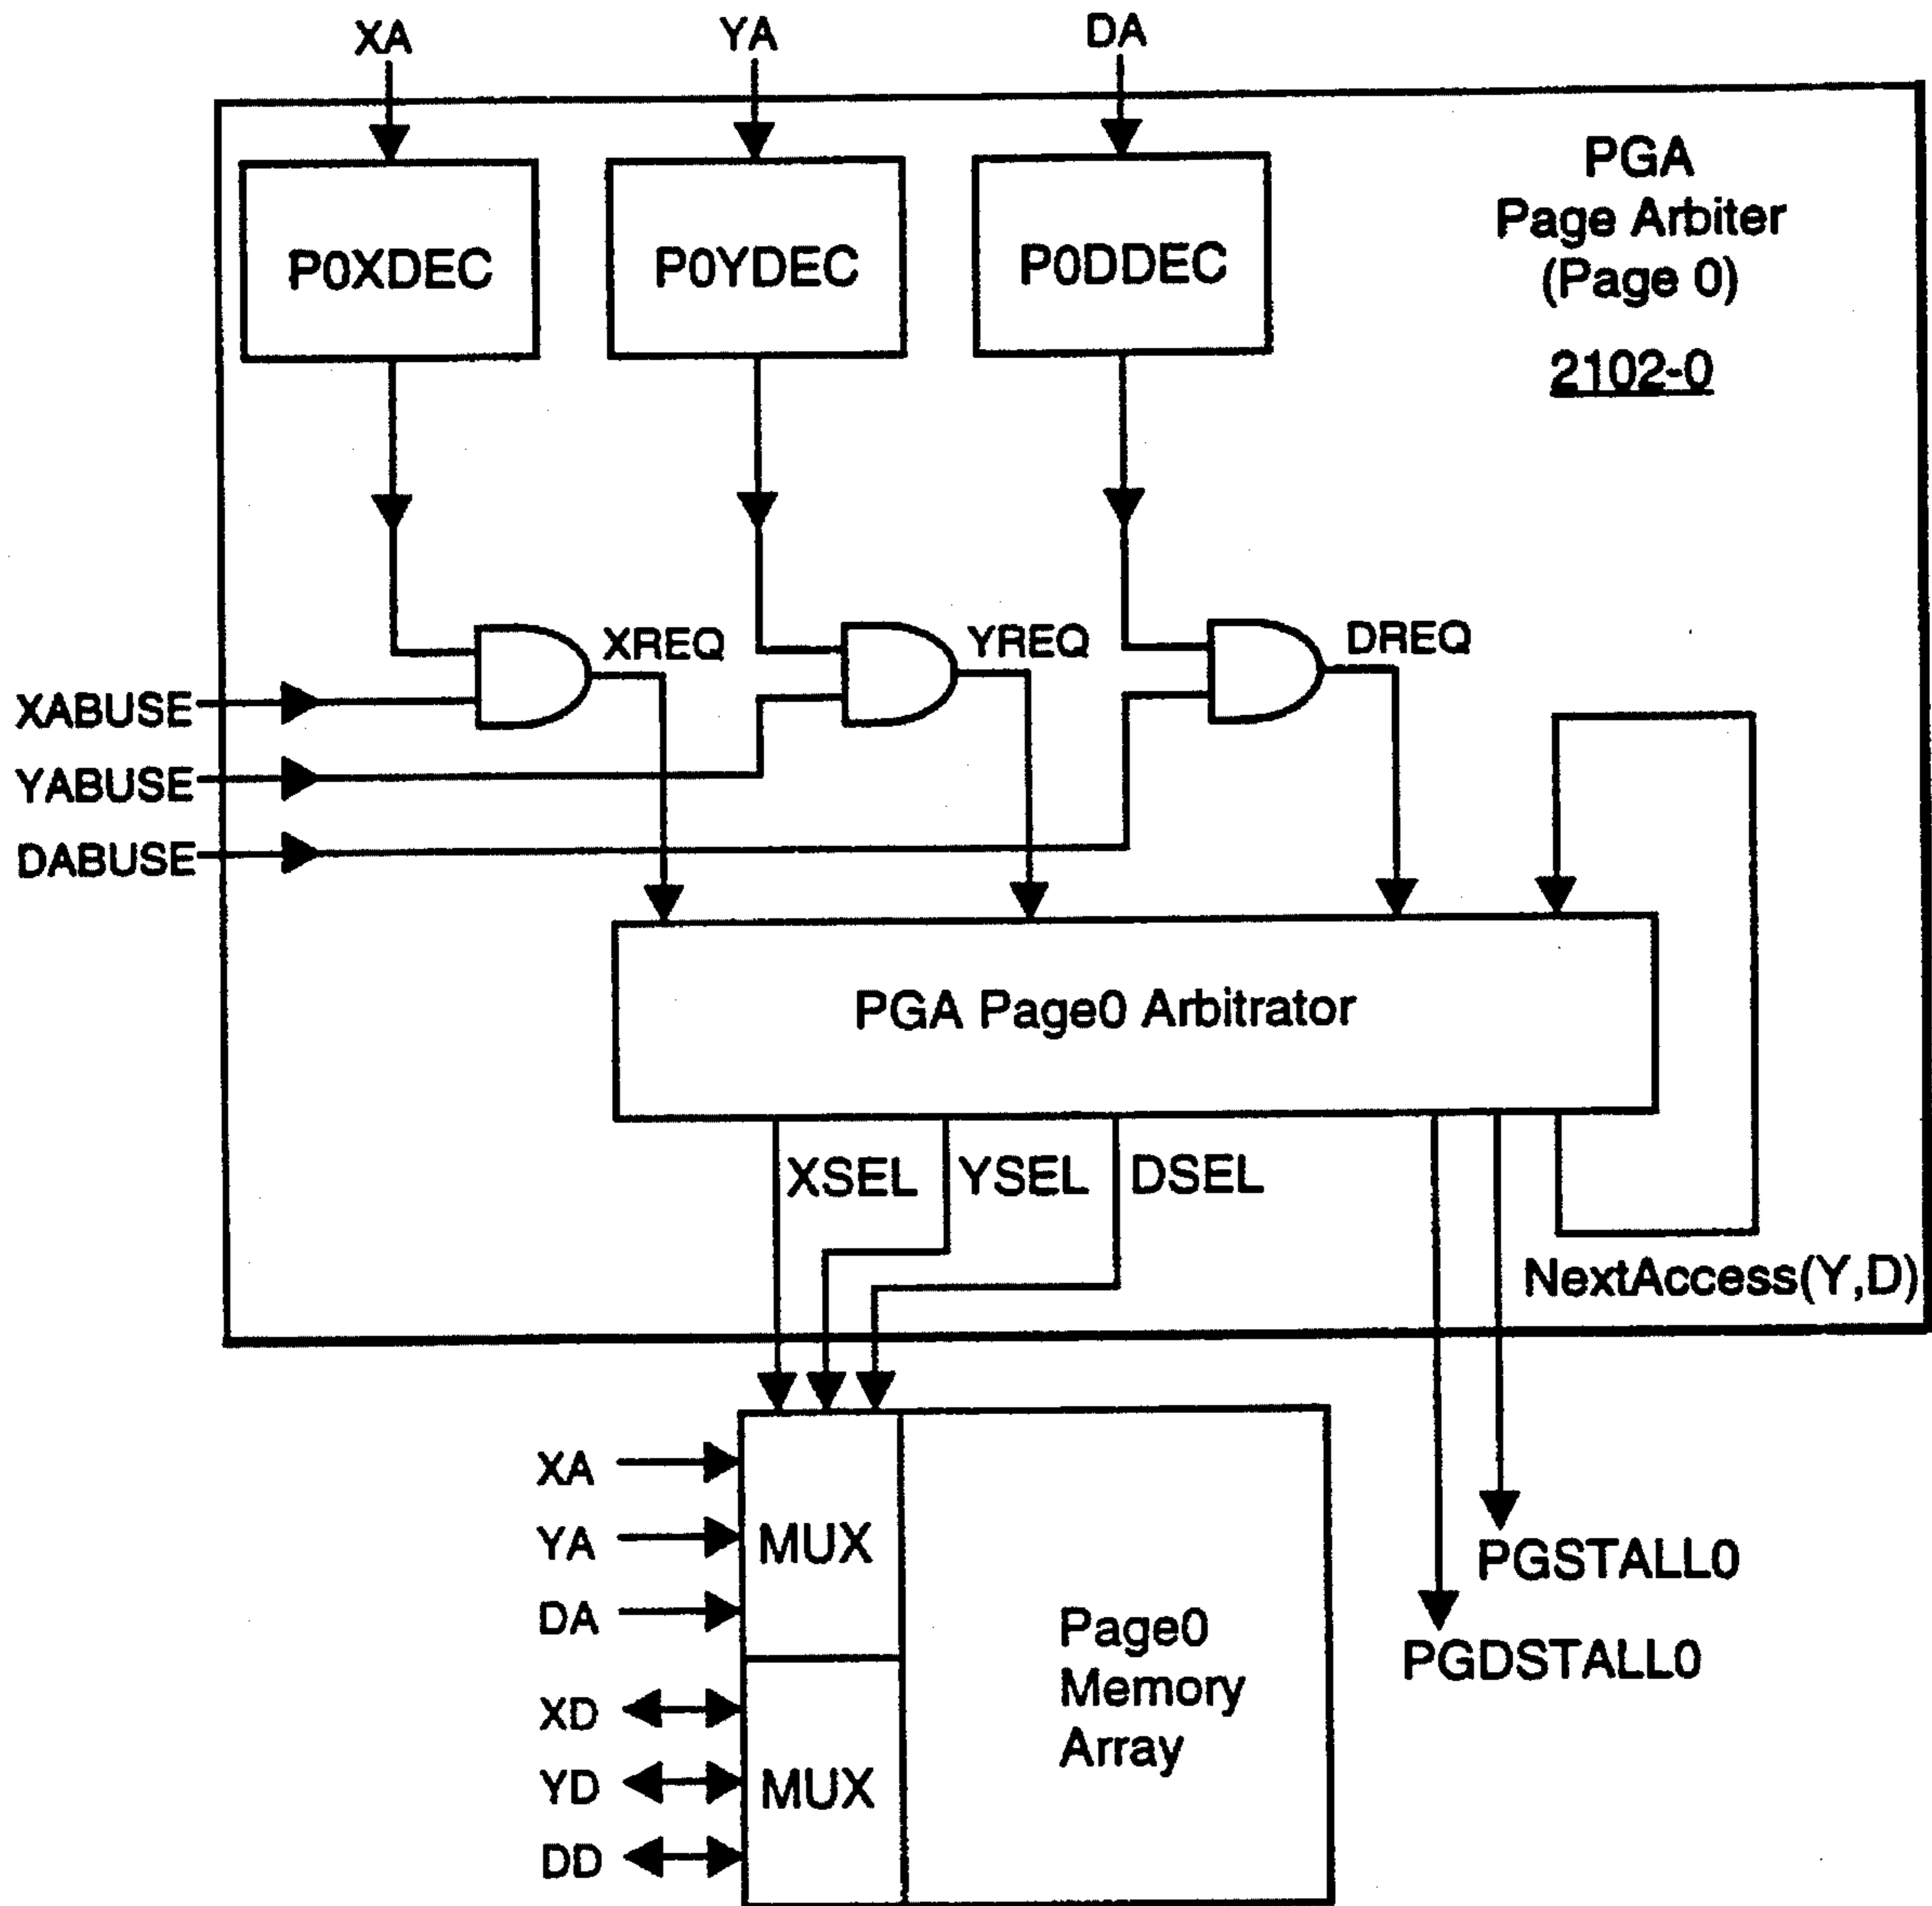 XA
YA
DA
PGA
Page Arbiter
(Page 0)
2102-0
P0XDEC
P0YDEC
P0DDEC
XREQ
YREQ
DREQ
XABUSE
YABUSE
DABUSE
PGA Page0 Arbitrator
XSEL
YSEL
DSEL
NextAccess(Y,D)
XA
YA
DA
MUX
XD
YD
DD
MUX
Page0
Memory
Array
PGSTALL0
PGDSTALL0